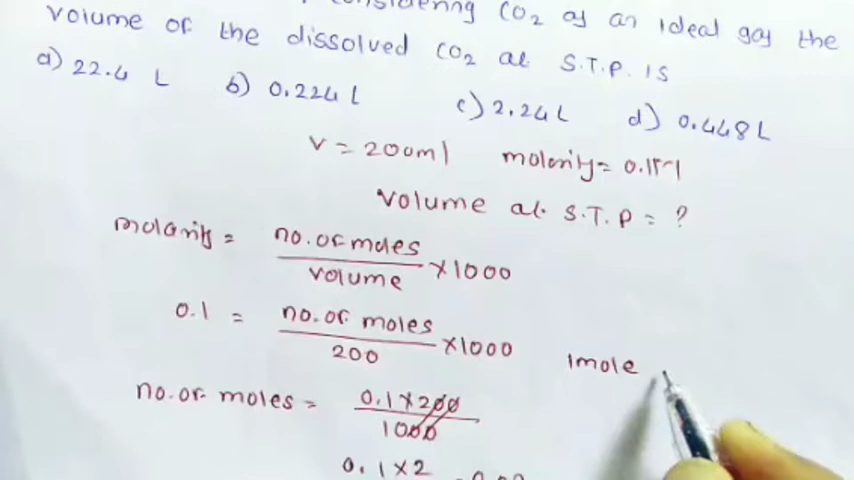 considering CO2 as an ideal gas the
volume of the dissolved CO2 at S.T.P. is
a) 22.4 L b) 0.224 L c) 2.24 L d) 0.448 L
V = 200ml molarity = 0.1M
volume at S.T.P = ?
molarity = no.of moles / volume × 1000
0.1 = no.of moles / 200 × 1000
1mole
no.of moles = 0.1×200 / 1000
0.1×2